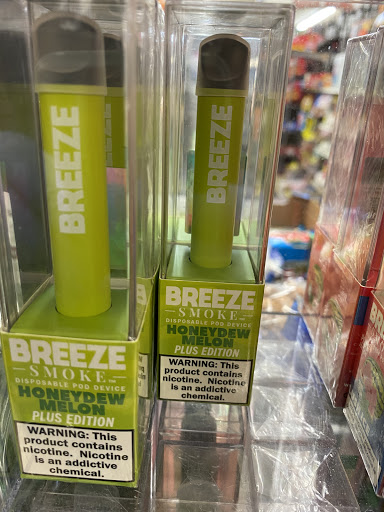 BREEZE
BREEZE
BREEZE
SMOKE
DISPOSABLE POD DEVICE
HONEYDEW
MELON
PLUS EDITION
WARNING: This
product contains
nicotine. Nicotine
is an addictive
chemical.
BREEZE
SMOKE
DISPOSABLE POD DEVICE
HONEYDEW
MELON
PLUS EDITION
WARNING: This
product contains
nicotine. Nicotine
is an addictive
chemical.